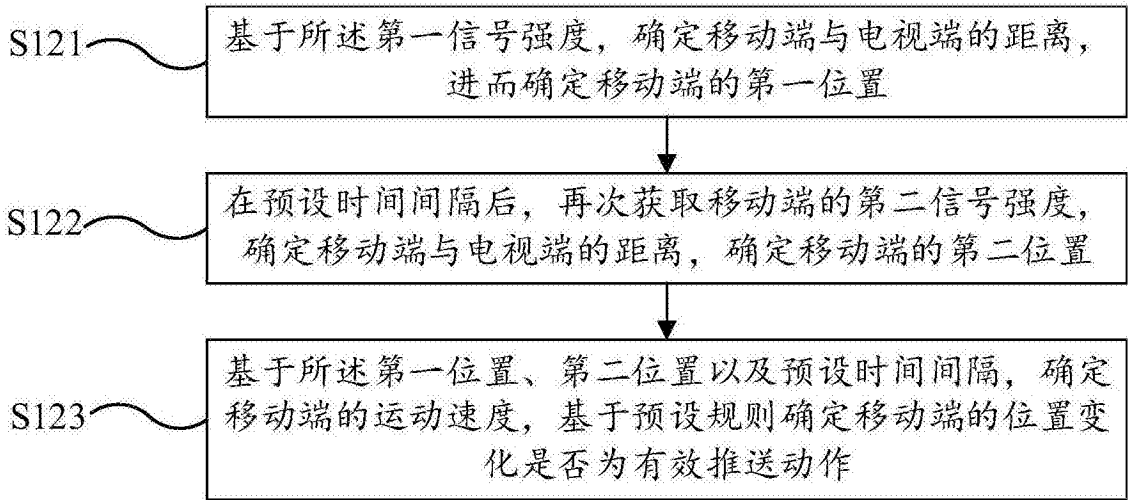 S121
基于所述第一信号强度，确定移动端与电视端的距离，
进而确定移动端的第一位置
S122
在预设时间间隔后，再次获取移动端的第二信号强度，
确定移动端与电视端的距离，确定移动端的第二位置
S123
基于所述第一位置、第二位置以及预设时间间隔，确定
移动端的运动速度，基于预设规则确定移动端的位置变
化是否为有效推送动作